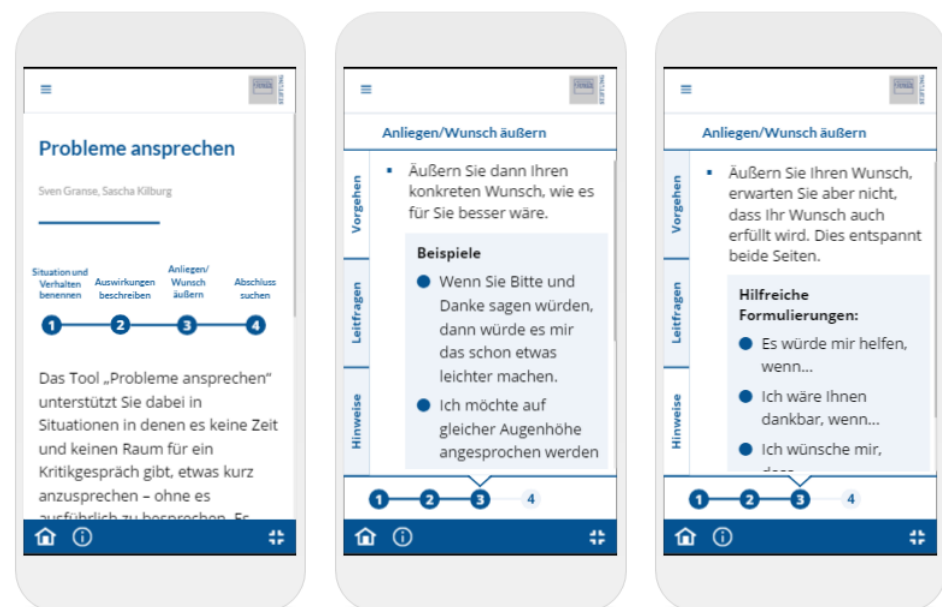 Probleme ansprechen
Sven Granse, Sascha Kilburg
Situation und
Verhalten
benennen
Auswirkungen
beschreiben
Anliegen/
Wunsch
äußern
Abschluss
suchen
1
2
3
4
Das Tool „Probleme ansprechen“
unterstützt Sie dabei in
Situationen in denen es keine Zeit
und keinen Raum für ein
Kritikgespräch gibt, etwas kurz
anzusprechen – ohne es
ausführlich zu besprechen. Es
Anliegen/Wunsch äußern
Vorgehen
Leitfragen
Hinweise
Äußern Sie dann Ihren
konkreten Wunsch, wie es
für Sie besser wäre.
Beispiele
Wenn Sie Bitte und
Danke sagen würden,
dann würde es mir
das schon etwas
leichter machen.
Ich möchte auf
gleicher Augenhöhe
angesprochen werden
1
2
3
4
Anliegen/Wunsch äußern
Vorgehen
Leitfragen
Hinweise
Äußern Sie Ihren Wunsch,
erwarten Sie aber nicht,
dass Ihr Wunsch auch
erfüllt wird. Dies entspannt
beide Seiten.
Hilfreiche
Formulierungen:
Es würde mir helfen,
wenn...
Ich wäre Ihnen
dankbar, wenn...
Ich wünsche mir,
1
2
3
4